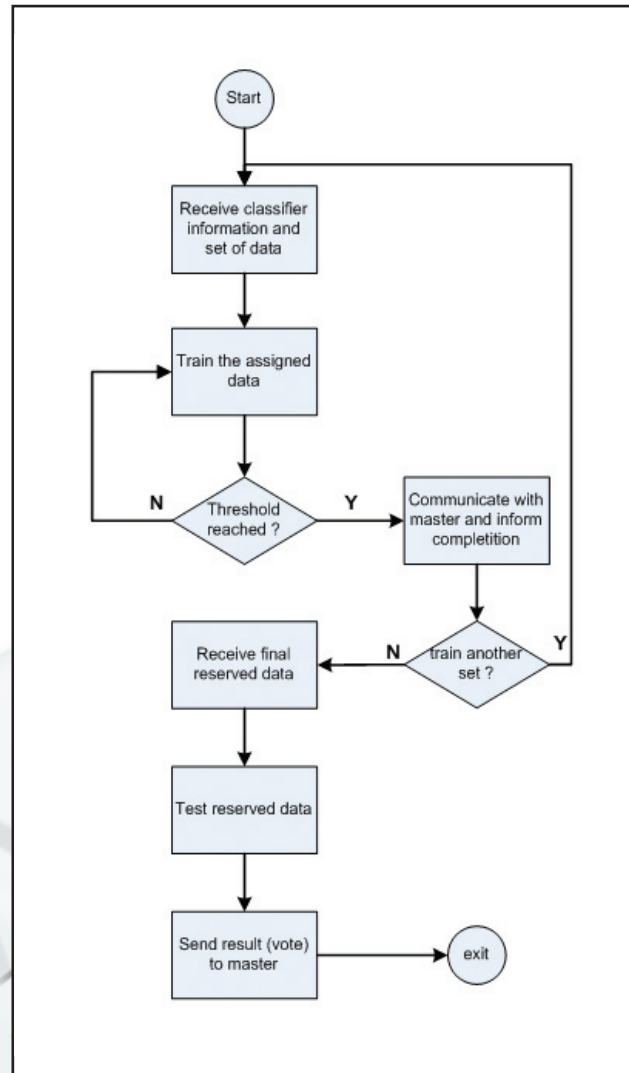 Start
Receive classifier
information and
set of data
Train the assigned
data
Threshold
reached ?
N
Y
Communicate with
master and inform
completition
train another
set ?
N
Y
Receive final
reserved data
Test reserved data
Send result (vote)
to master
exit